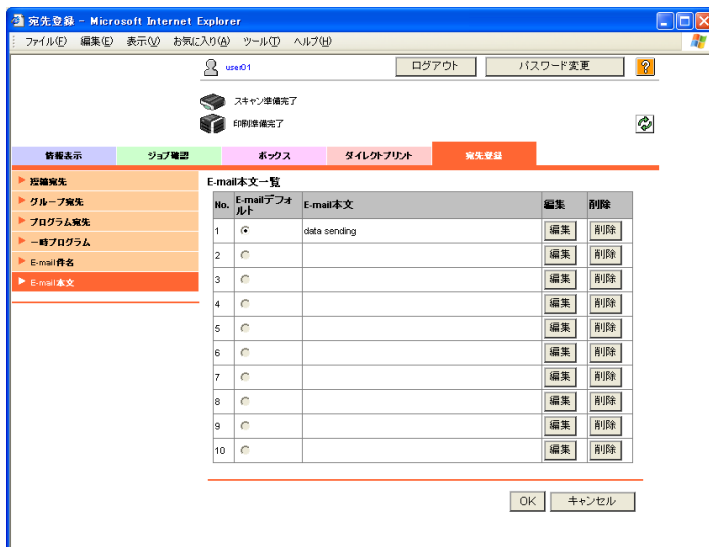 宛先登録 - Microsoft Internet Explorer
ファイル(F) 編集(E) 表示(V) お気に入り(A) ツール(T) ヘルプ(H)
user01 ログアウト パスワード変更 ?
スキャン準備完了
印刷準備完了
情報表示 ジョブ確認 ボックス ダイレクトプリント 宛先登録
短縮宛先
グループ宛先
プログラム宛先
一時プログラム
E-mail件名
E-mail本文
E-mail本文一覧
No. E-mailデフォルト E-mail本文 編集 削除
1 data sending 編集 削除
2 編集 削除
3 編集 削除
4 編集 削除
5 編集 削除
6 編集 削除
7 編集 削除
8 編集 削除
9 編集 削除
10 編集 削除
OK キャンセル